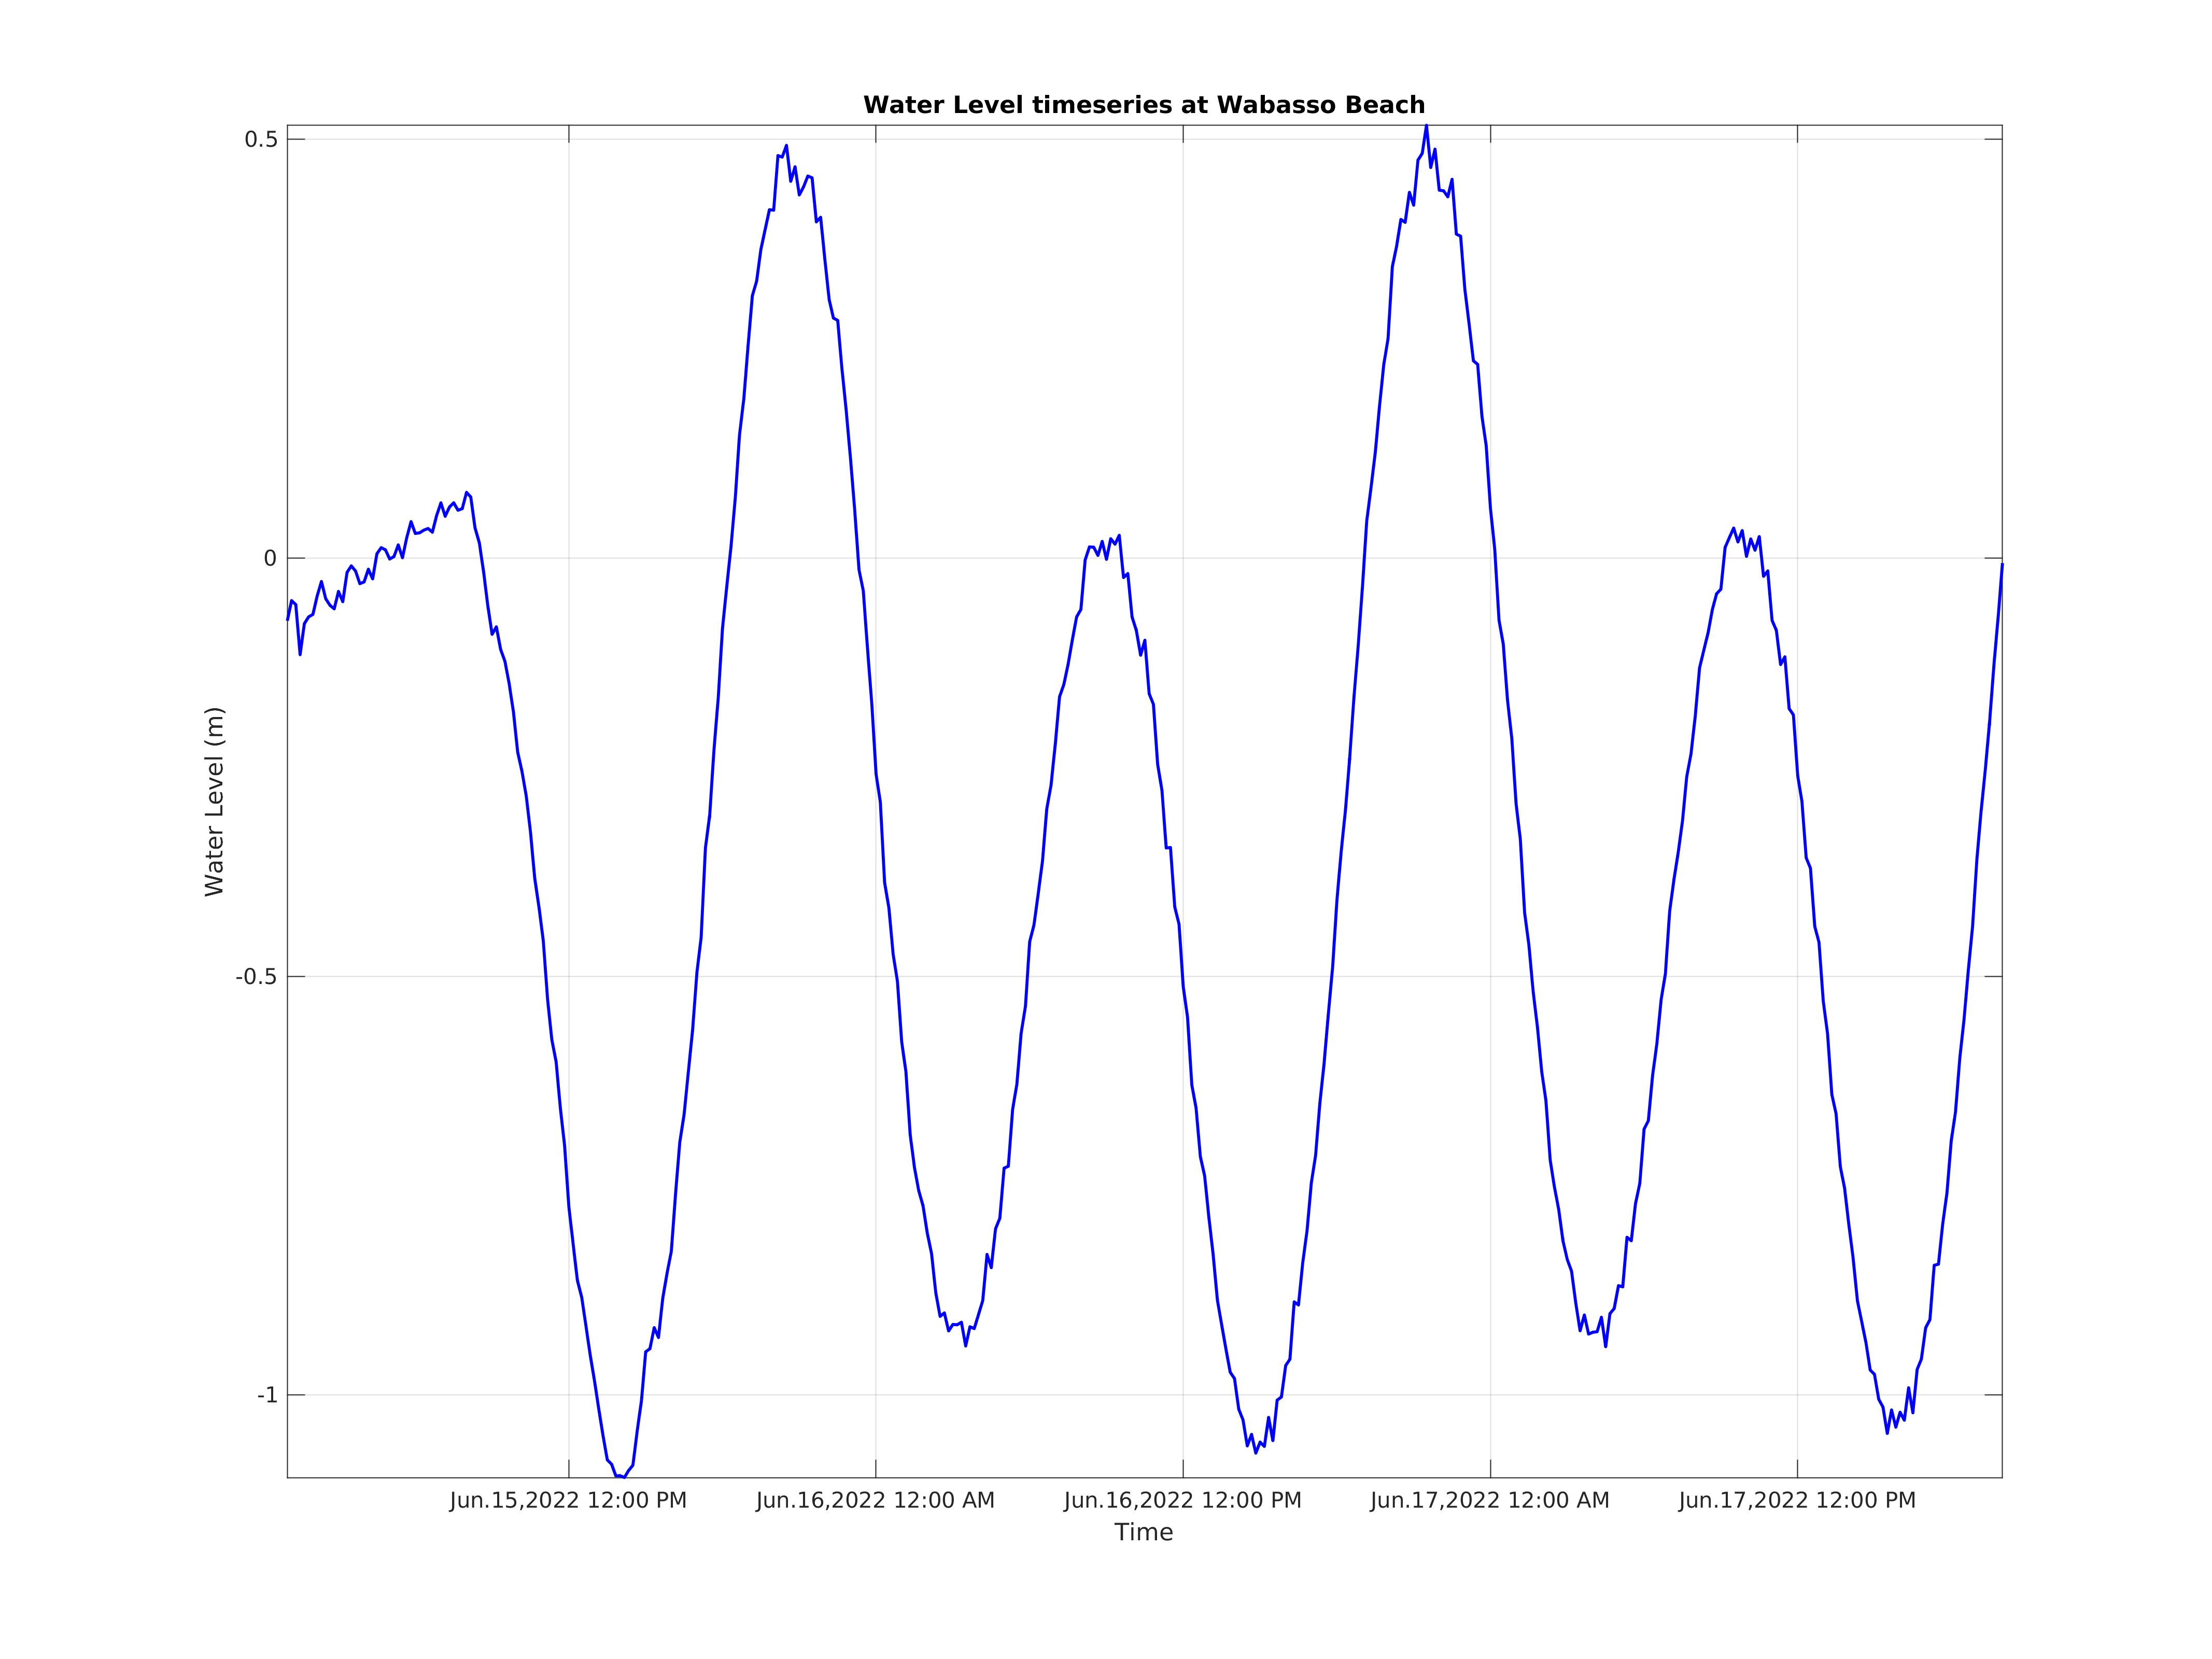 Water Level timeseries at Wabasso Beach
0.5
0
-0.5
-1
Water Level (m)
Jun.15,2022 12:00 PM
Jun.16,2022 12:00 AM
Jun.16,2022 12:00 PM
Jun.17,2022 12:00 AM
Jun.17,2022 12:00 PM
Time